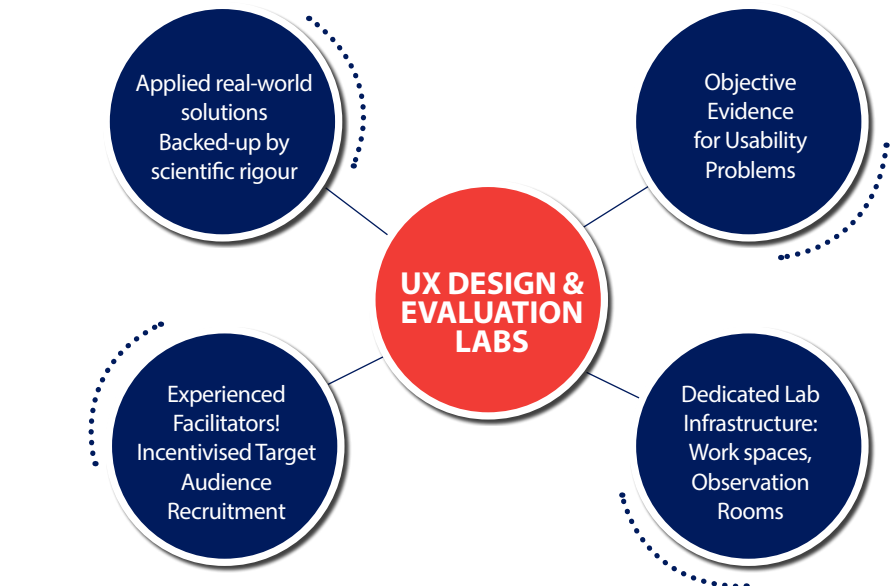 Applied real-world
solutions
Backed-up by
scientific rigour
Objective
Evidence
for Usability
Problems
UX DESIGN &
EVALUATION
LABS
Experienced
Facilitators!
Incentivised Target
Audience
Recruitment
Dedicated Lab
Infrastructure:
Work spaces,
Observation
Rooms